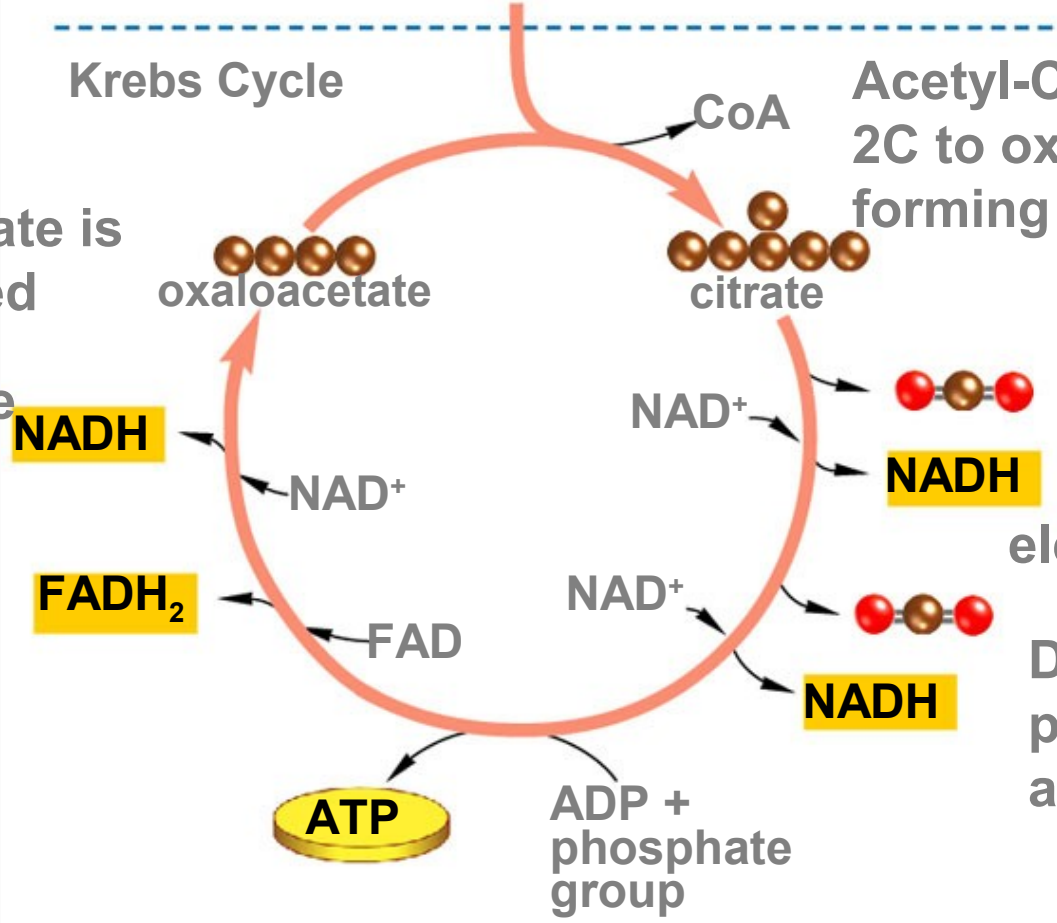 Krebs Cycle
CoA
Acetyl-C
2C to ox
forming
ate is
ed
e
oxaloacetate
citrate
NADH
NAD⁺
NAD⁺
NADH
ele
FADH₂
FAD
NAD⁺
NADH
D
p
a
ATP
ADP +
phosphate
group